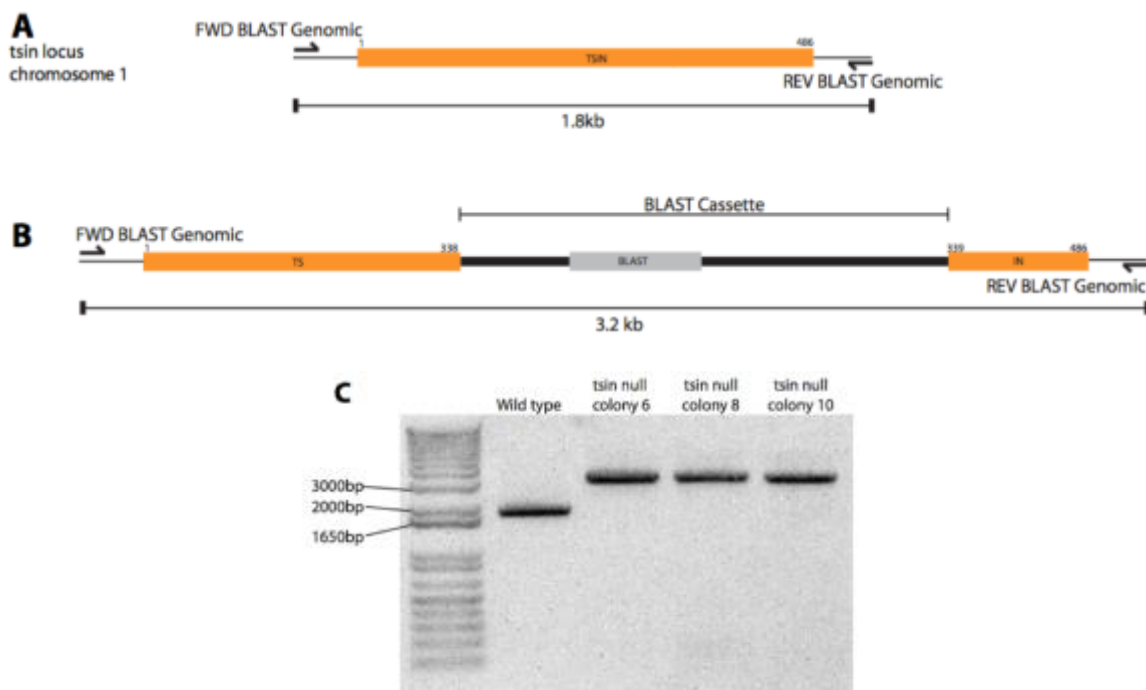 A
tsin locus
chromosome 1
FWD BLAST Genomic
1
486
TSIN
REV BLAST Genomic
1.8kb
BLAST Cassette
B
FWD BLAST Genomic
1
338
339
486
TS
BLAST
IN
REV BLAST Genomic
3.2 kb
C
Wild type
tsin null
colony 6
tsin null
colony 8
tsin null
colony 10
3000bp
2000bp
1650bp